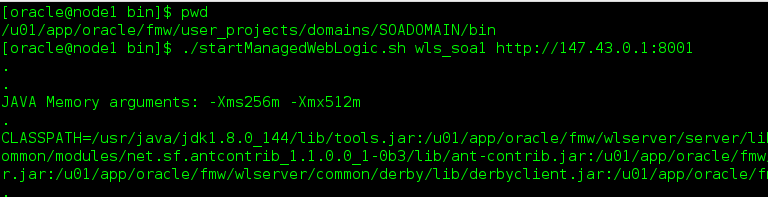 [oracle@node1 bin]$ pwd
/u01/app/oracle/fmw/user_projects/domains/SOADOMAIN/bin
[oracle@node1 bin]$ ./startManagedWebLogic.sh wls_soa1 http://147.43.0.1:8001
.
.
JAVA Memory arguments: -Xms256m -Xmx512m
.
CLASSPATH=/usr/java/jdk1.8.0_144/lib/tools.jar:/u01/app/oracle/fmw/wlserver/server/lib
ommon/modules/net.sf.antcontrib_1.1.0.0_1-0b3/lib/ant-contrib.jar:/u01/app/oracle/fmw/
r.jar:/u01/app/oracle/fmw/wlserver/common/derby/lib/derbyclient.jar:/u01/app/oracle/fm
.